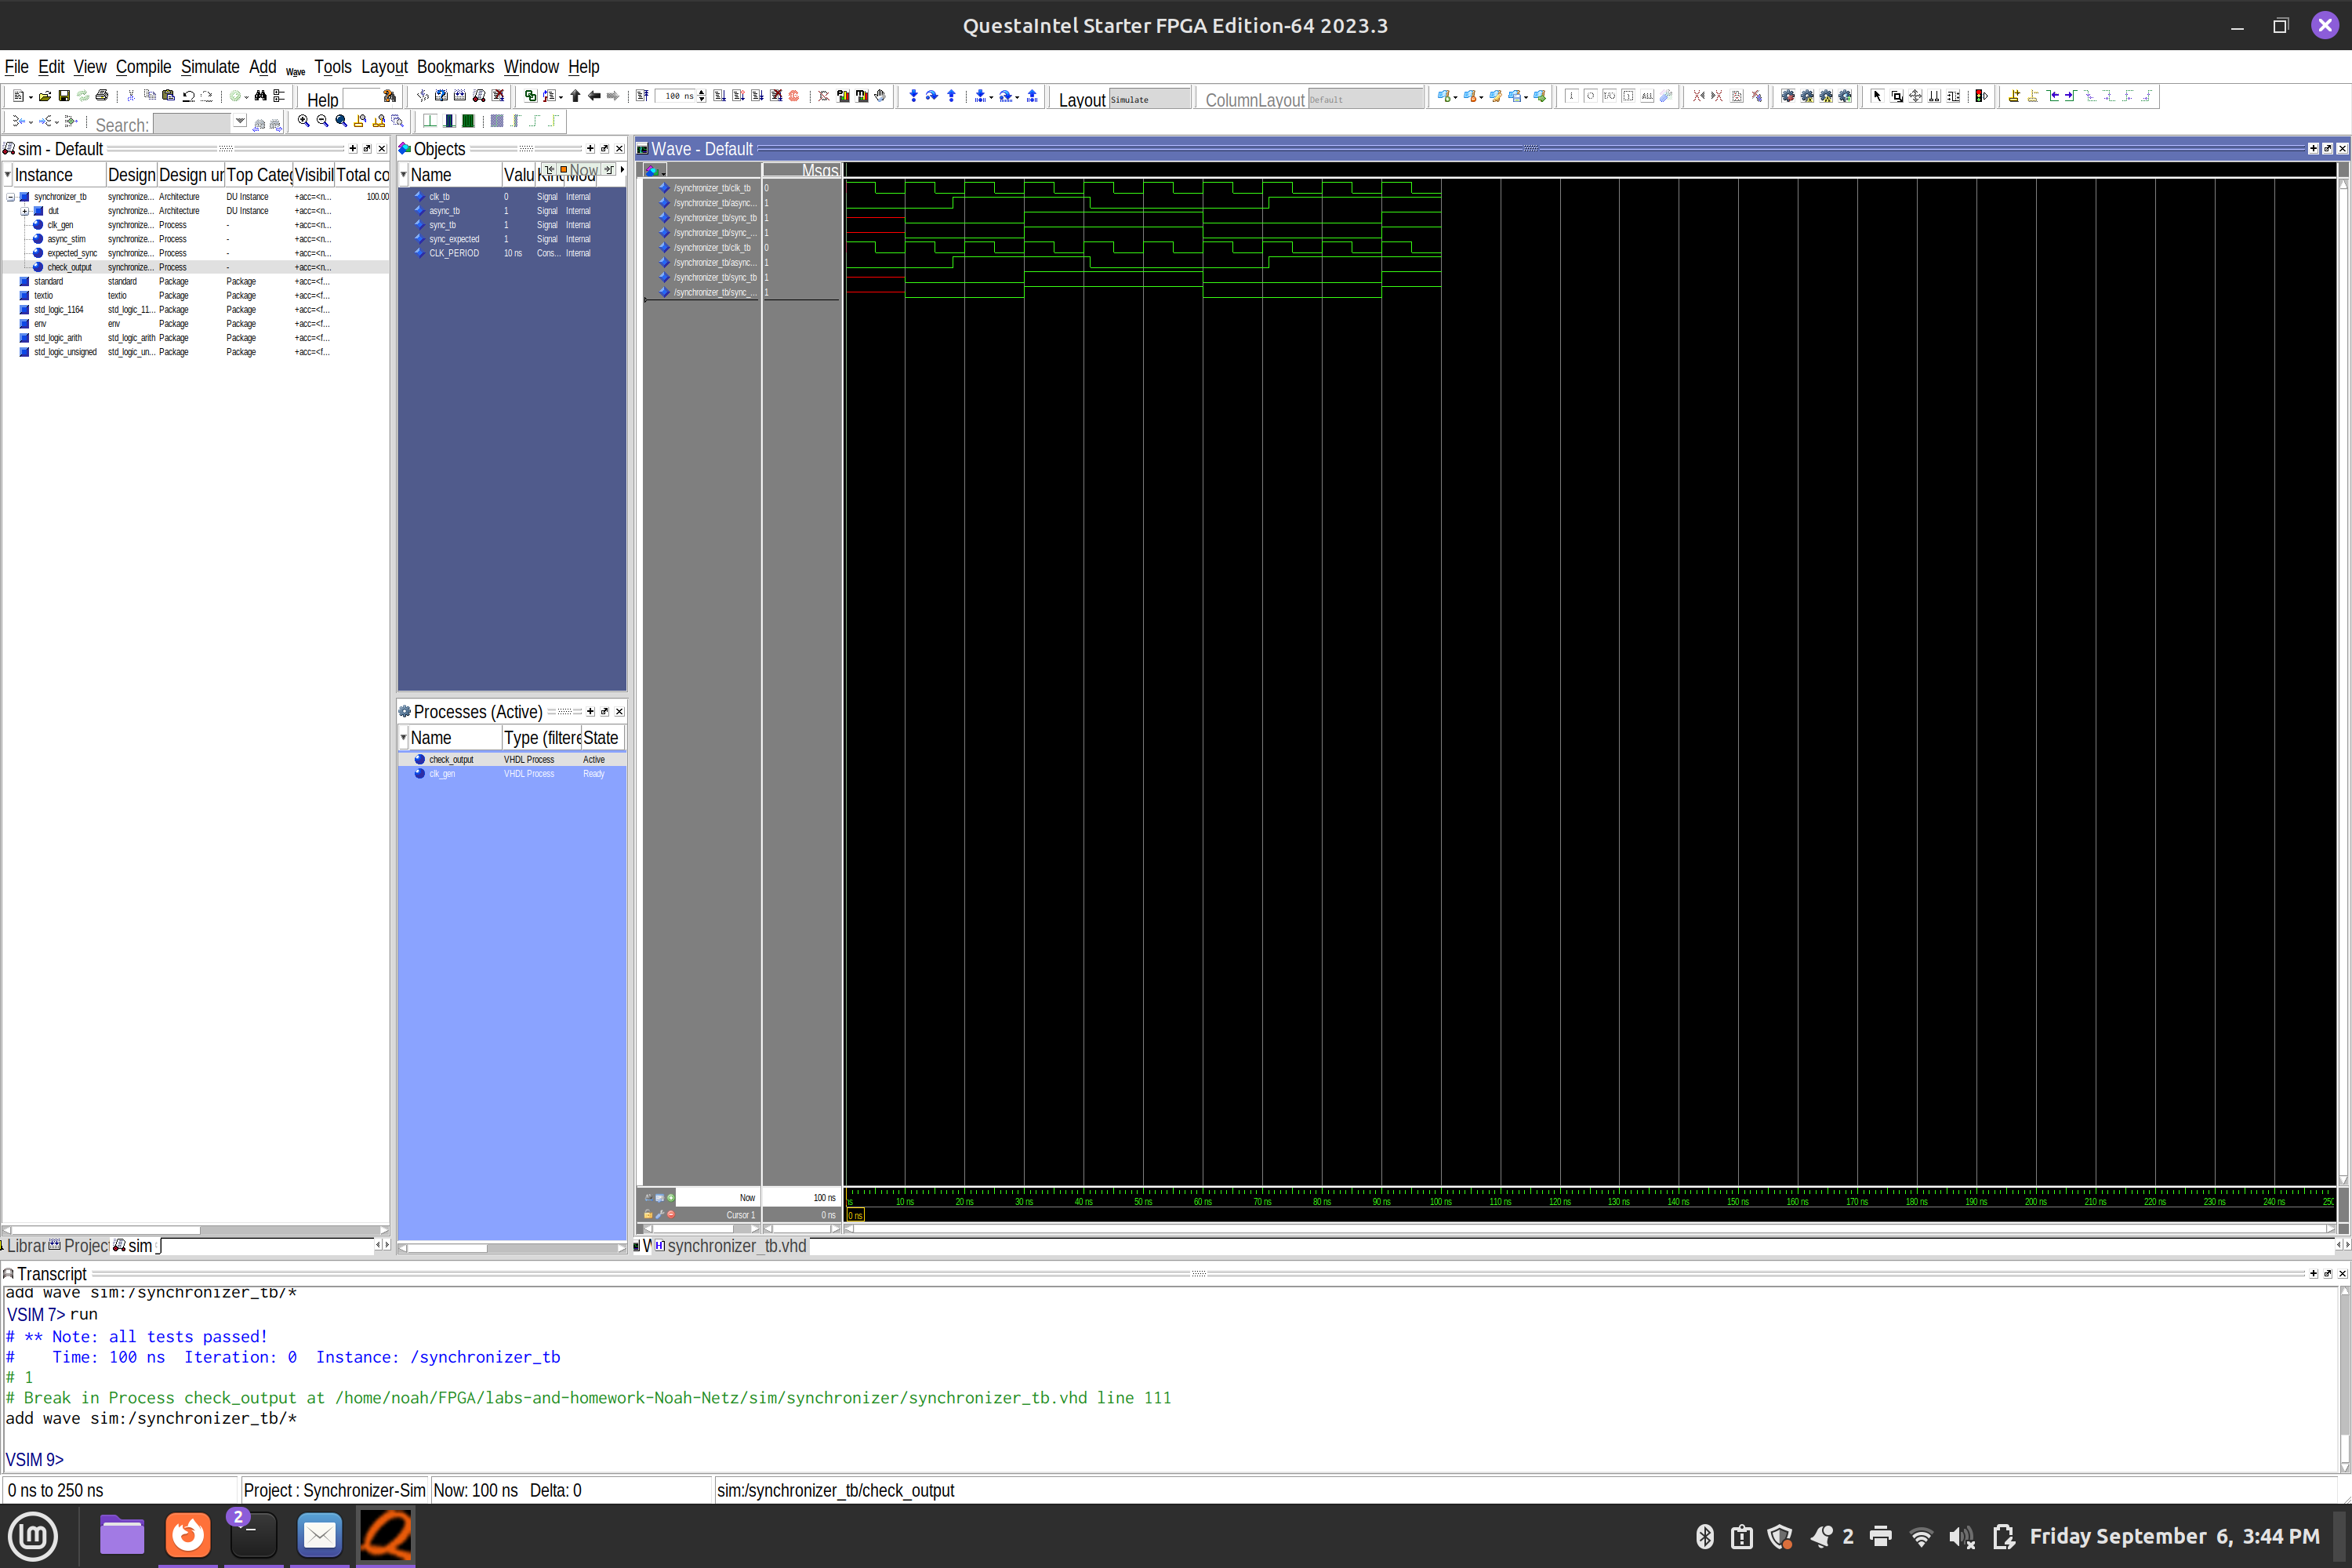 QuestaIntel Starter FPGA Edition-64 2023.3
File Edit View Compile Simulate Add Wave Tools Layout Bookmarks Window Help
Help 100 ns Layout Simulate ColumnLayout Default
Search:
sim - Default
Instance Design Design ur Top Categ Visibil Total co
synchronizer_tb synchronize... Architecture DU Instance +acc=<n... 100.00
dut synchronize... Architecture DU Instance +acc=<n...
clk_gen synchronize... Process - +acc=<n...
async_stim synchronize... Process - +acc=<n...
expected_sync synchronize... Process - +acc=<n...
check_output synchronize... Process - +acc=<n...
standard standard Package Package +acc=<f...
textio textio Package Package +acc=<f...
std_logic_1164 std_logic_11... Package Package +acc=<f...
env env Package Package +acc=<f...
std_logic_arith std_logic_arith Package Package +acc=<f...
std_logic_unsigned std_logic_un... Package Package +acc=<f...
Librar Project sim
Objects
Name Valu Kind Mod Now
clk_tb 0 Signal Internal
async_tb 1 Signal Internal
sync_tb 1 Signal Internal
sync_expected 1 Signal Internal
CLK_PERIOD 10 ns Cons... Internal
Processes (Active)
Name Type (filtere State
check_output VHDL Process Active
clk_gen VHDL Process Ready
Wave - Default
Msgs
/synchronizer_tb/clk_tb 0
/synchronizer_tb/async... 1
/synchronizer_tb/sync_tb 1
/synchronizer_tb/sync_... 1
/synchronizer_tb/clk_tb 0
/synchronizer_tb/async... 1
/synchronizer_tb/sync_tb 1
/synchronizer_tb/sync_... 1
Now 100 ns ns 10 ns 20 ns 30 ns 40 ns 50 ns 60 ns 70 ns 80 ns 90 ns 100 ns 110 ns 120 ns 130 ns 140 ns 150 ns 160 ns 170 ns 180 ns 190 ns 200 ns 210 ns 220 ns 230 ns 240 ns 250
Cursor 1 0 ns 0 ns
W synchronizer_tb.vhd
Transcript
add wave sim:/synchronizer_tb/*
VSIM 7> run
# ** Note: all tests passed!
# Time: 100 ns Iteration: 0 Instance: /synchronizer_tb
# 1
# Break in Process check_output at /home/noah/FPGA/labs-and-homework-Noah-Netz/sim/synchronizer/synchronizer_tb.vhd line 111
add wave sim:/synchronizer_tb/*
VSIM 9>
0 ns to 250 ns Project : Synchronizer-Sim Now: 100 ns Delta: 0 sim:/synchronizer_tb/check_output
2 2 Friday September 6, 3:44 PM